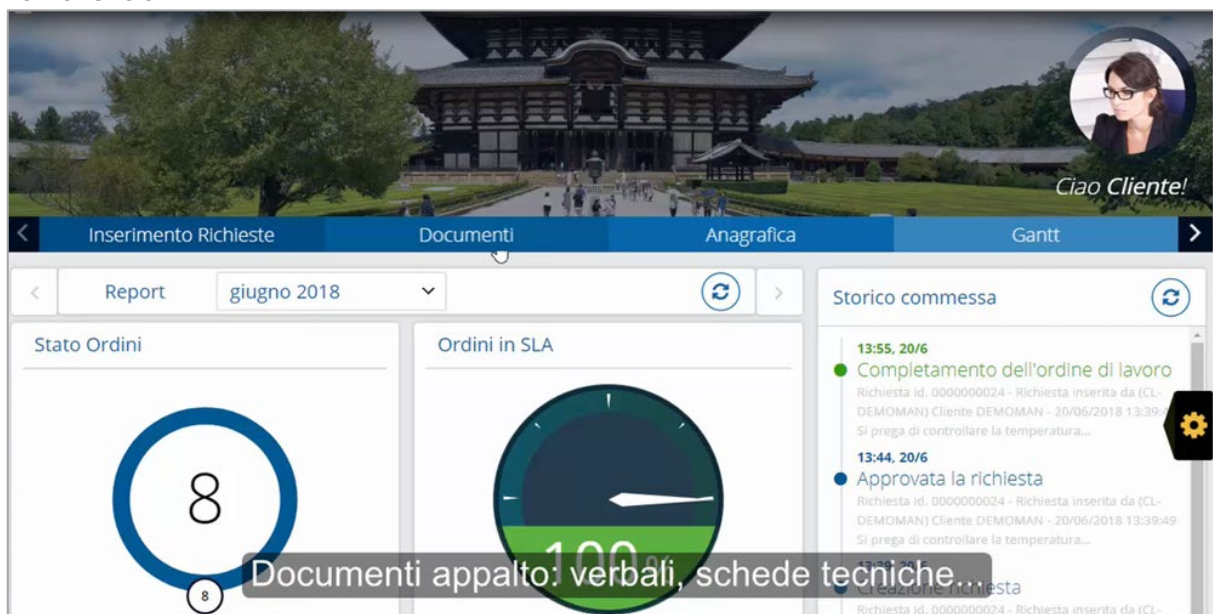 Ciao Cliente!
Inserimento Richieste
Documenti
Anagrafica
Gantt
Report
giugno 2018
Storico commessa
Stato Ordini
Ordini in SLA
13:55, 20/6
Completamento dell'ordine di lavoro
Richiesta id. 0000000024 - Richiesta inserita da (CL-
DEMOMAN) Cliente DEMOMAN - 20/06/2018 13:39:4
Si prega di controllare la temperatura...
13:44, 20/6
Approvata la richiesta
Richiesta id. 0000000024 - Richiesta inserita da (CL-
DEMOMAN) Cliente DEMOMAN - 20/06/2018 13:39:49
Si prega di controllare la temperatura...
8
8
100 %
Documenti appalto: verbali, schede tecniche...
Creazione richiesta
Richiesta id. 0000000024 - Richiesta inserita da (CL-